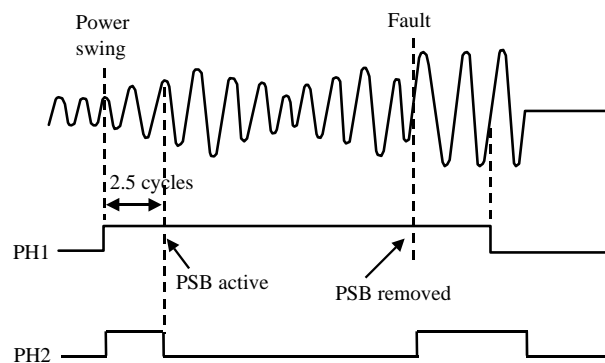 Power
swing
Fault
2.5 cycles
PH1
PSB active
PSB removed
PH2